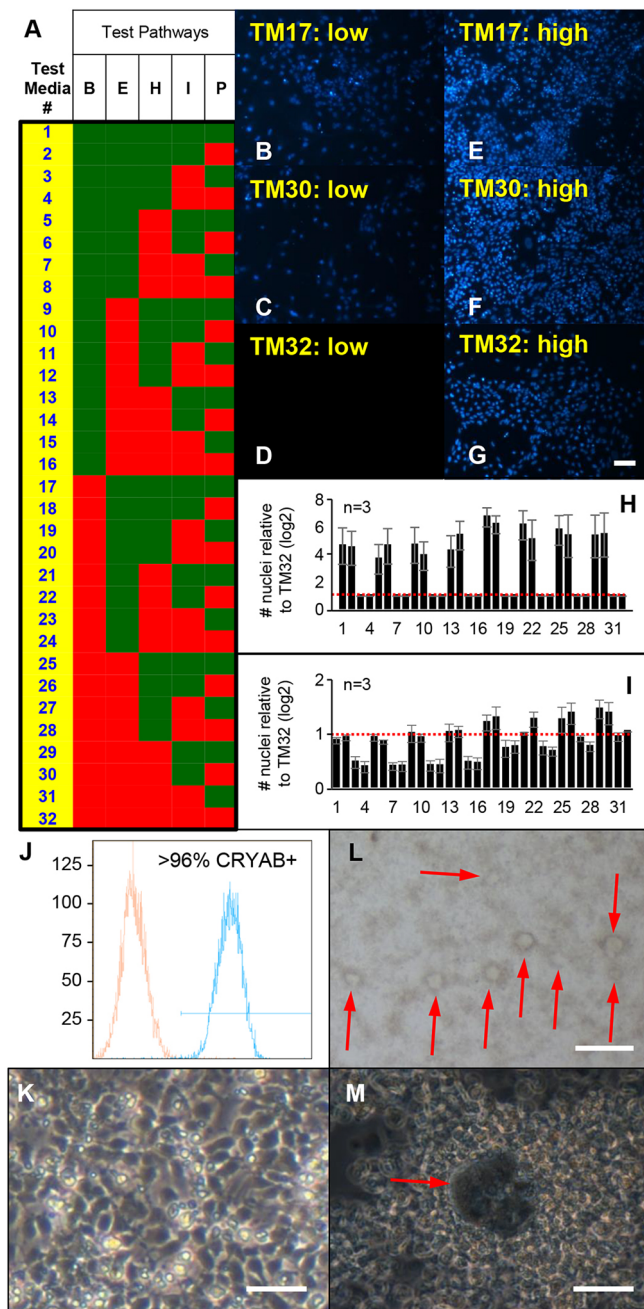 A
Test Pathways
Test
Media
#
B E H I P
1
2
3
4
5
6
7
8
9
10
11
12
13
14
15
16
17
18
19
20
21
22
23
24
25
26
27
28
29
30
31
32
TM17: low
B
TM17: high
E
TM30: low
C
TM30: high
F
TM32: low
D
TM32: high
G
H
n=3
# nuclei relative
to TM32 (log2)
8
6
4
2
0
1 4 7 10 13 16 19 22 25 28 31
I
n=3
# nuclei relative
to TM32 (log2)
2
1
0
1 4 7 10 13 16 19 22 25 28 31
J
>96% CRYAB+
125
100
75
50
25
L
K
M